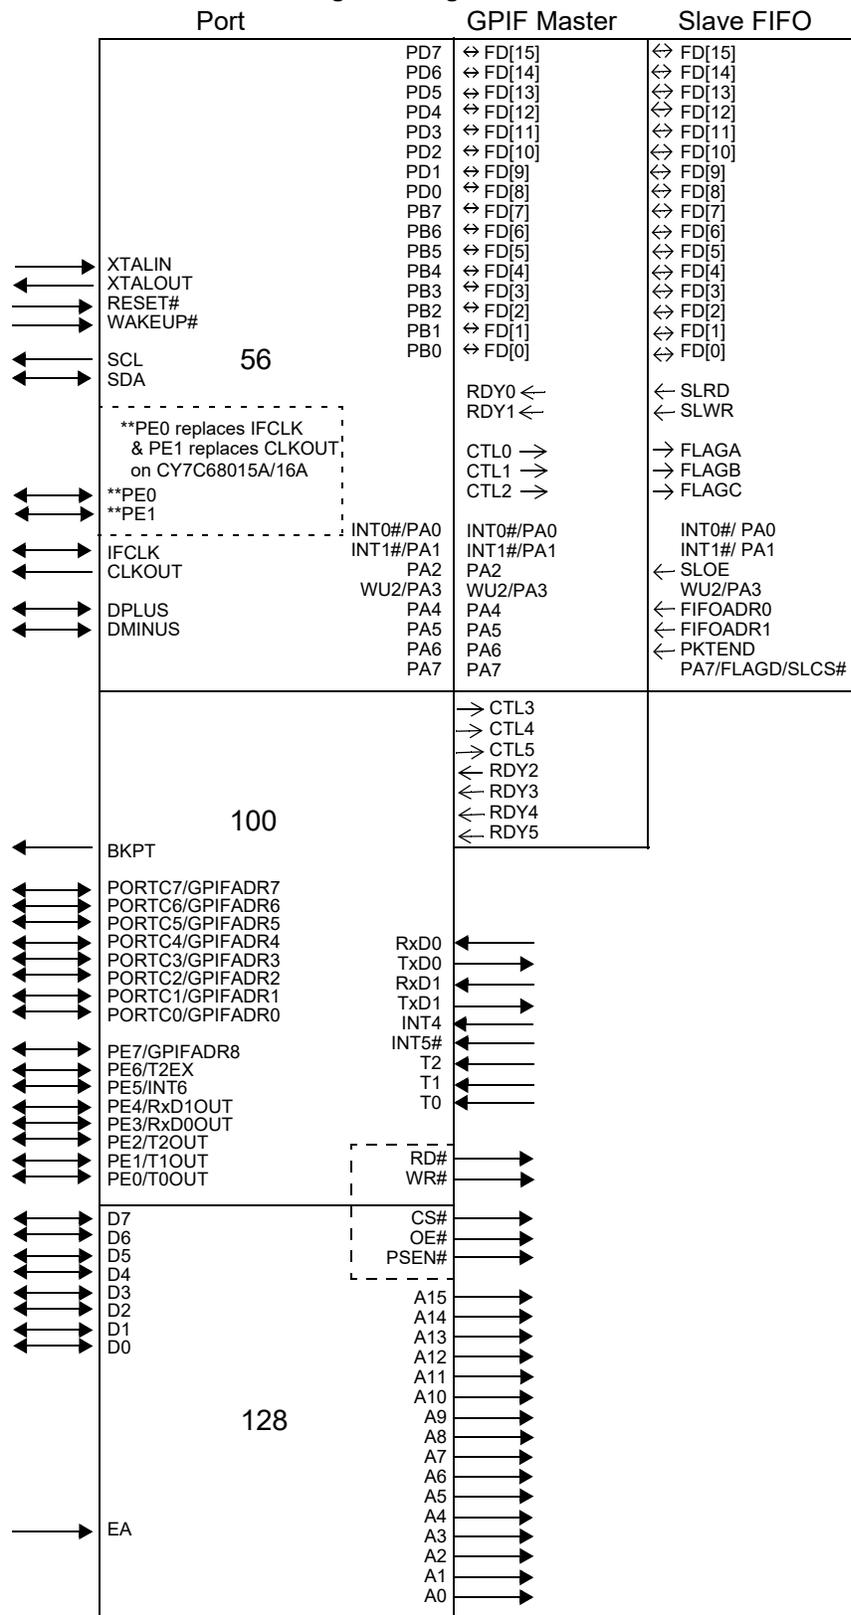 Port GPIF Master Slave FIFO
PD7 ↔ FD[15] ↔ FD[15]
PD6 ↔ FD[14] ↔ FD[14]
PD5 ↔ FD[13] ↔ FD[13]
PD4 ↔ FD[12] ↔ FD[12]
PD3 ↔ FD[11] ↔ FD[11]
PD2 ↔ FD[10] ↔ FD[10]
PD1 ↔ FD[9] ↔ FD[9]
PD0 ↔ FD[8] ↔ FD[8]
PB7 ↔ FD[7] ↔ FD[7]
PB6 ↔ FD[6] ↔ FD[6]
PB5 ↔ FD[5] ↔ FD[5]
XTALIN PB4 ↔ FD[4] ↔ FD[4]
XTALOUT PB3 ↔ FD[3] ↔ FD[3]
RESET# PB2 ↔ FD[2] ↔ FD[2]
WAKEUP# PB1 ↔ FD[1] ↔ FD[1]
SCL 56 PB0 ↔ FD[0] ↔ FD[0]
SDA
RDY0 ← ← SLRD
RDY1 ← ← SLWR
**PE0 replaces IFCLK
& PE1 replaces CLKOUT
on CY7C68015A/16A
CTL0 → → FLAGA
CTL1 → → FLAGB
CTL2 → → FLAGC
**PE0
**PE1
INT0#/PA0 INT0#/PA0 INT0#/ PA0
IFCLK INT1#/PA1 INT1#/PA1 INT1#/ PA1
CLKOUT PA2 PA2 ← SLOE
WU2/PA3 WU2/PA3 WU2/PA3
DPLUS PA4 PA4 ← FIFOADR0
DMINUS PA5 PA5 ← FIFOADR1
PA6 PA6 ← PKTEND
PA7 PA7 PA7/FLAGD/SLCS#
→ CTL3
→ CTL4
→ CTL5
← RDY2
← RDY3
← RDY4
← RDY5
100
BKPT
PORTC7/GPIFADR7
PORTC6/GPIFADR6
PORTC5/GPIFADR5
PORTC4/GPIFADR4
PORTC3/GPIFADR3
PORTC2/GPIFADR2
PORTC1/GPIFADR1
PORTC0/GPIFADR0
RxD0
TxD0
RxD1
TxD1
INT4
INT5#
T2
T1
T0
PE7/GPIFADR8
PE6/T2EX
PE5/INT6
PE4/RxD1OUT
PE3/RxD0OUT
PE2/T2OUT
PE1/T1OUT
PE0/T0OUT
RD#
WR#
CS#
OE#
PSEN#
D7
D6
D5
D4
D3
D2
D1
D0
A15
A14
A13
A12
A11
A10
A9
A8
A7
A6
A5
A4
A3
A2
A1
A0
128
EA